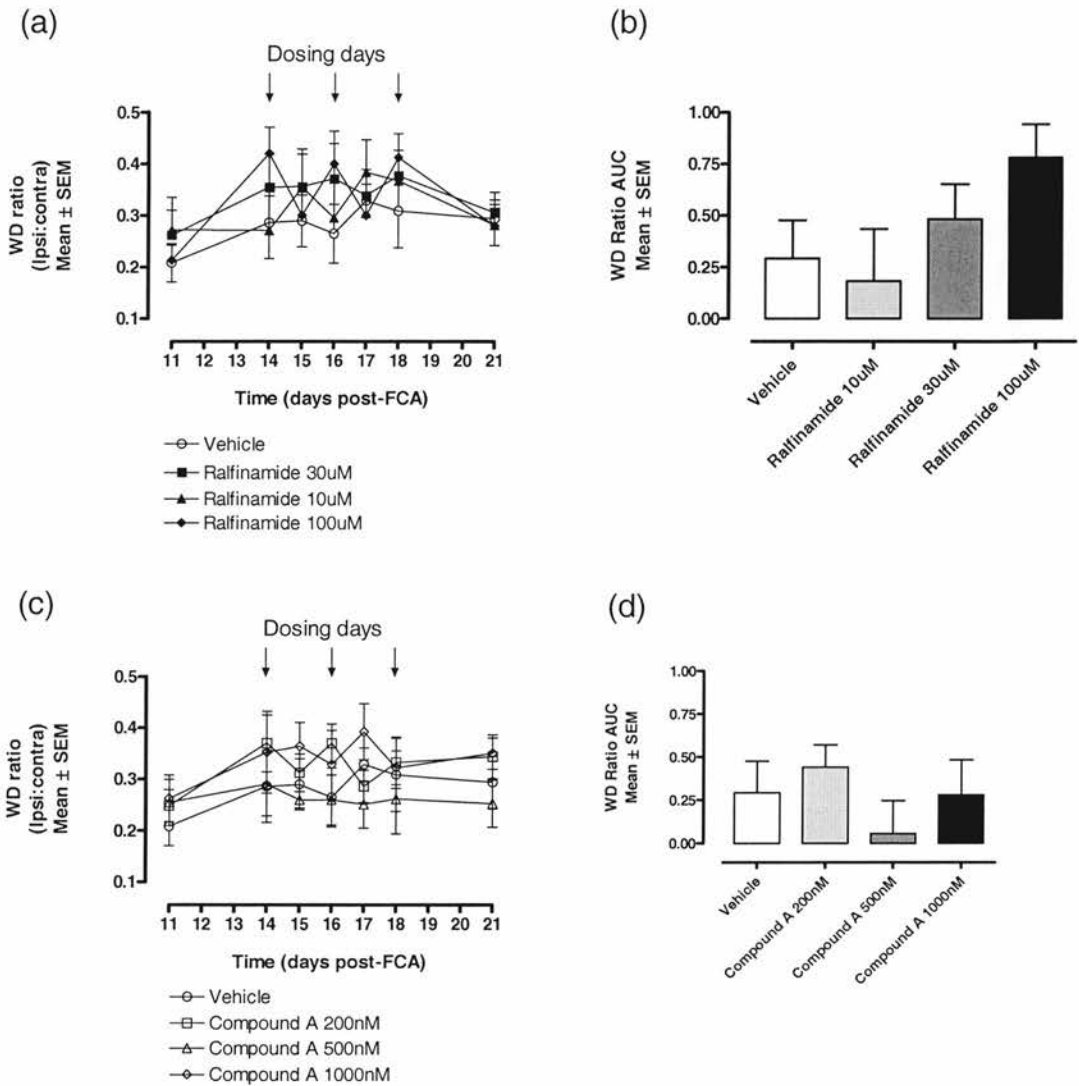 (a)
Dosing days
WD ratio
(Ipsi:contra)
Mean ± SEM
0.5
0.4
0.3
0.2
0.1
11 12 13 14 15 16 17 18 19 20 21
Time (days post-FCA)
Vehicle
Ralfinamide 30uM
Ralfinamide 10uM
Ralfinamide 100uM
(b)
WD Ratio AUC
Mean ± SEM
1.00
0.75
0.50
0.25
0.00
Vehicle
Ralfinamide 10uM
Ralfinamide 30uM
Ralfinamide 100uM
(c)
Dosing days
WD ratio
(Ipsi:contra)
Mean ± SEM
0.5
0.4
0.3
0.2
0.1
11 12 13 14 15 16 17 18 19 20 21
Time (days post-FCA)
Vehicle
Compound A 200nM
Compound A 500nM
Compound A 1000nM
(d)
WD Ratio AUC
Mean ± SEM
1.00
0.75
0.50
0.25
0.00
Vehicle
Compound A 200nM
Compound A 500nM
Compound A 1000nM